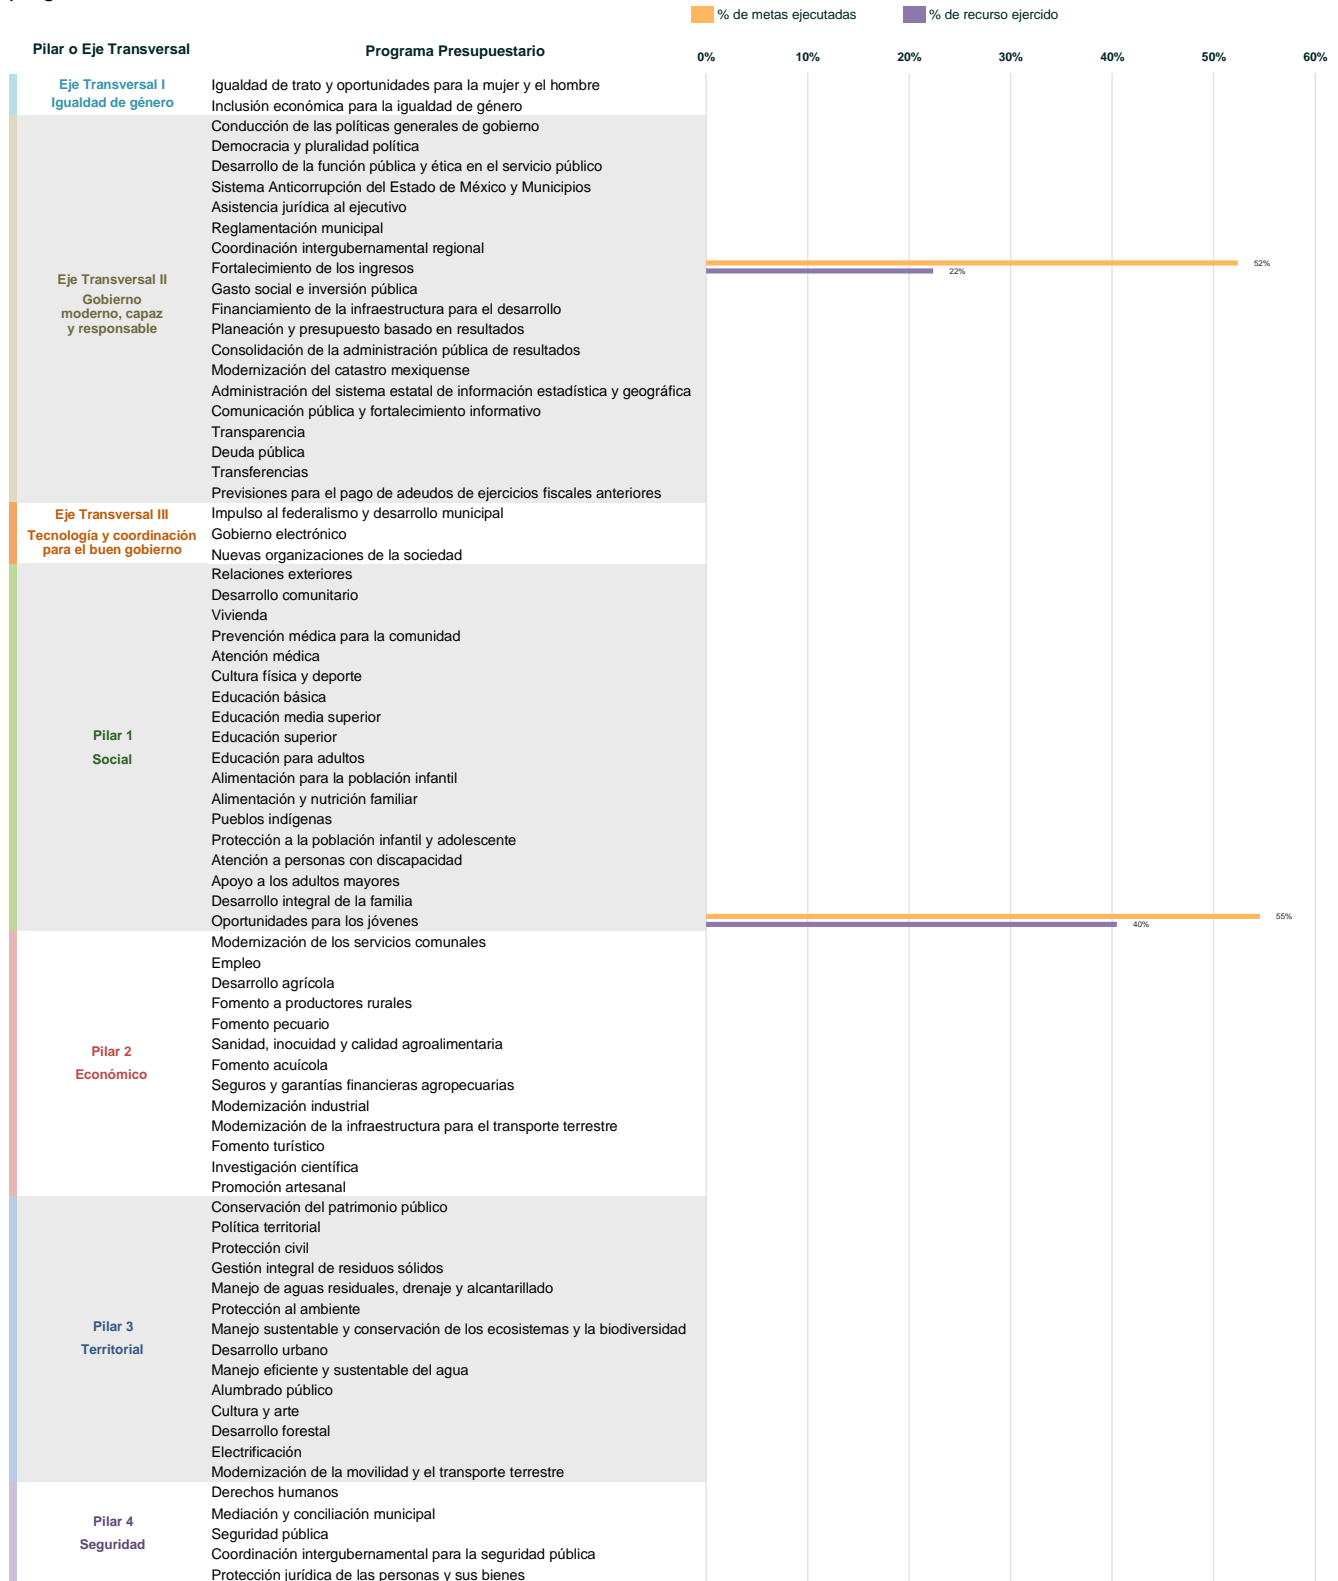 % de metas ejecutadas
% de recurso ejercido
Pilar o Eje Transversal
Programa Presupuestario
0%
10%
20%
30%
40%
50%
60%
Eje Transversal I
Igualdad de género
Igualdad de trato y oportunidades para la mujer y el hombre
Inclusión económica para la igualdad de género
Eje Transversal II
Gobierno
moderno, capaz
y responsable
Conducción de las políticas generales de gobierno
Democracia y pluralidad política
Desarrollo de la función pública y ética en el servicio público
Sistema Anticorrupción del Estado de México y Municipios
Asistencia jurídica al ejecutivo
Reglamentación municipal
Coordinación intergubernamental regional
Fortalecimiento de los ingresos
52%
22%
Gasto social e inversión pública
Financiamiento de la infraestructura para el desarrollo
Planeación y presupuesto basado en resultados
Consolidación de la administración pública de resultados
Modernización del catastro mexiquense
Administración del sistema estatal de información estadística y geográfica
Comunicación pública y fortalecimiento informativo
Transparencia
Deuda pública
Transferencias
Previsiones para el pago de adeudos de ejercicios fiscales anteriores
Eje Transversal III
Tecnología y coordinación
para el buen gobierno
Impulso al federalismo y desarrollo municipal
Gobierno electrónico
Nuevas organizaciones de la sociedad
Pilar 1
Social
Relaciones exteriores
Desarrollo comunitario
Vivienda
Prevención médica para la comunidad
Atención médica
Cultura física y deporte
Educación básica
Educación media superior
Educación superior
Educación para adultos
Alimentación para la población infantil
Alimentación y nutrición familiar
Pueblos indígenas
Protección a la población infantil y adolescente
Atención a personas con discapacidad
Apoyo a los adultos mayores
Desarrollo integral de la familia
Oportunidades para los jóvenes
55%
40%
Pilar 2
Económico
Modernización de los servicios comunales
Empleo
Desarrollo agrícola
Fomento a productores rurales
Fomento pecuario
Sanidad, inocuidad y calidad agroalimentaria
Fomento acuícola
Seguros y garantías financieras agropecuarias
Modernización industrial
Modernización de la infraestructura para el transporte terrestre
Fomento turístico
Investigación científica
Promoción artesanal
Pilar 3
Territorial
Conservación del patrimonio público
Política territorial
Protección civil
Gestión integral de residuos sólidos
Manejo de aguas residuales, drenaje y alcantarillado
Protección al ambiente
Manejo sustentable y conservación de los ecosistemas y la biodiversidad
Desarrollo urbano
Manejo eficiente y sustentable del agua
Alumbrado público
Cultura y arte
Desarrollo forestal
Electrificación
Modernización de la movilidad y el transporte terrestre
Pilar 4
Seguridad
Derechos humanos
Mediación y conciliación municipal
Seguridad pública
Coordinación intergubernamental para la seguridad pública
Protección jurídica de las personas y sus bienes